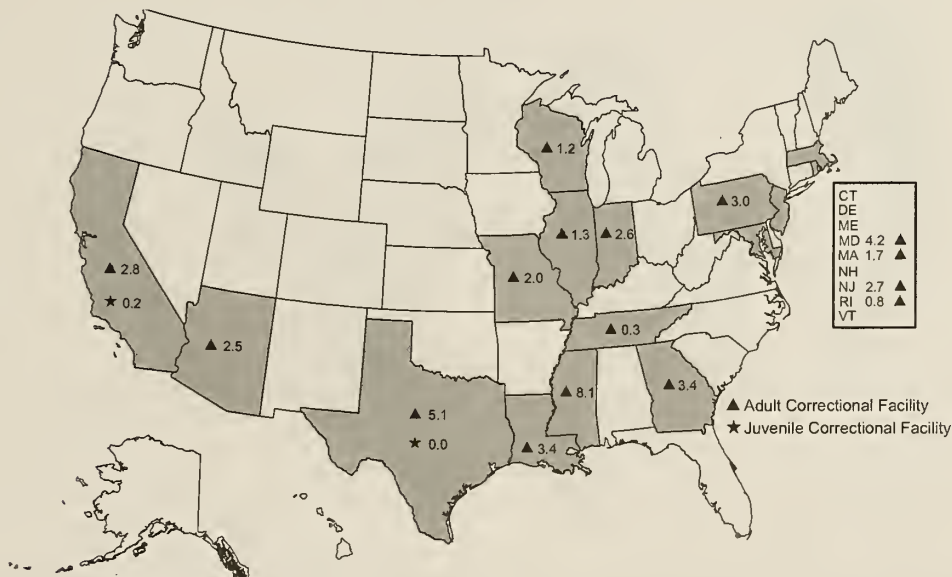 ▲ 1.2
▲ 3.0
CT
DE
ME
MD 4.2 ▲
MA 1.7 ▲
NH
NJ 2.7 ▲
RI 0.8 ▲
VT
▲ 1.3
▲ 2.6
▲ 2.8
▲ 2.0
★ 0.2
▲ 0.3
▲ 2.5
▲ 8.1
▲ 3.4
▲ 5.1
★ 0.0
▲ 3.4
▲ Adult Correctional Facility
★ Juvenile Correctional Facility